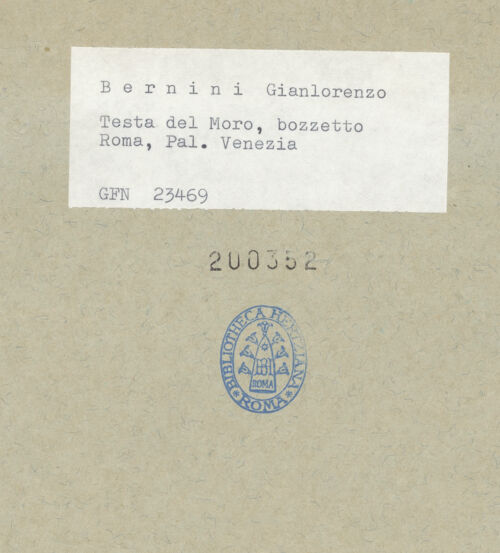 B e r n i n i Gianlorenzo
Testa del Moro, bozzetto
Roma, Pal. Venezia
GFN 23469
200352
*BIBLIOTHECA HERTZIANA*
ROMA
ROMA